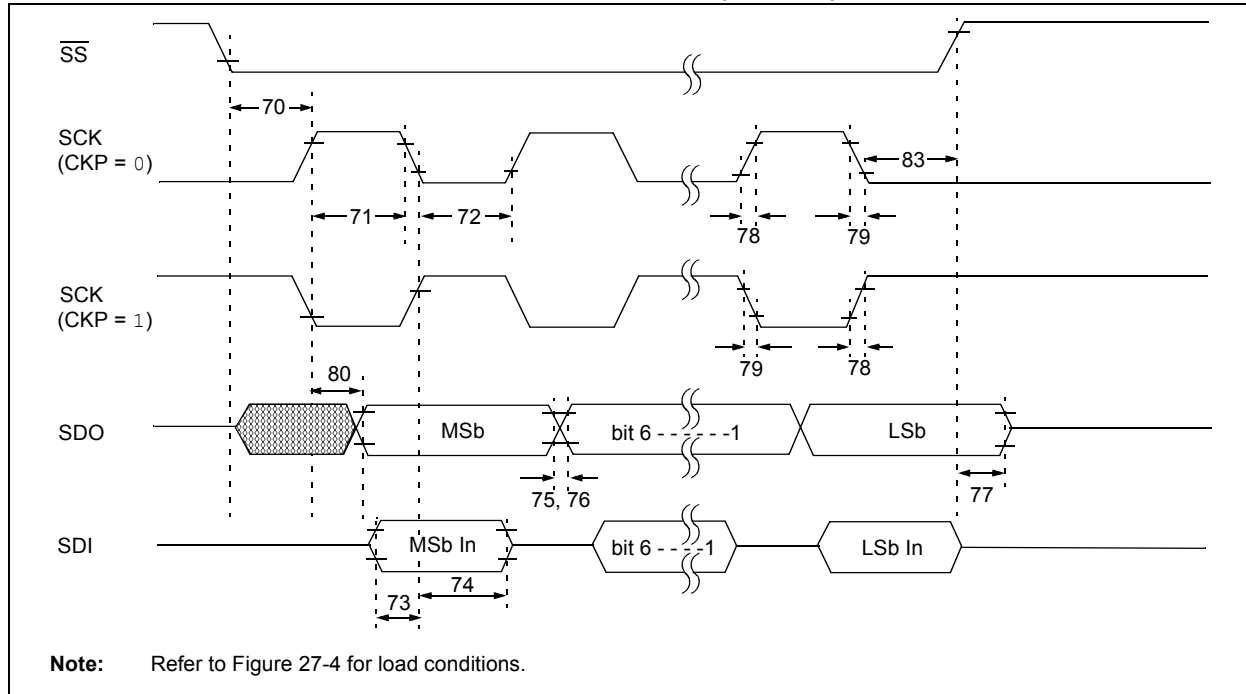 SS
70
SCK
(CKP = 0)
83
71
72
78
79
SCK
(CKP = 1)
79
78
80
SDO
MSb
bit 6 - - - - - - -1
LSb
75, 76
77
SDI
MSb In
bit 6 - - - - -1
LSb In
74
73
Note: Refer to Figure 27-4 for load conditions.